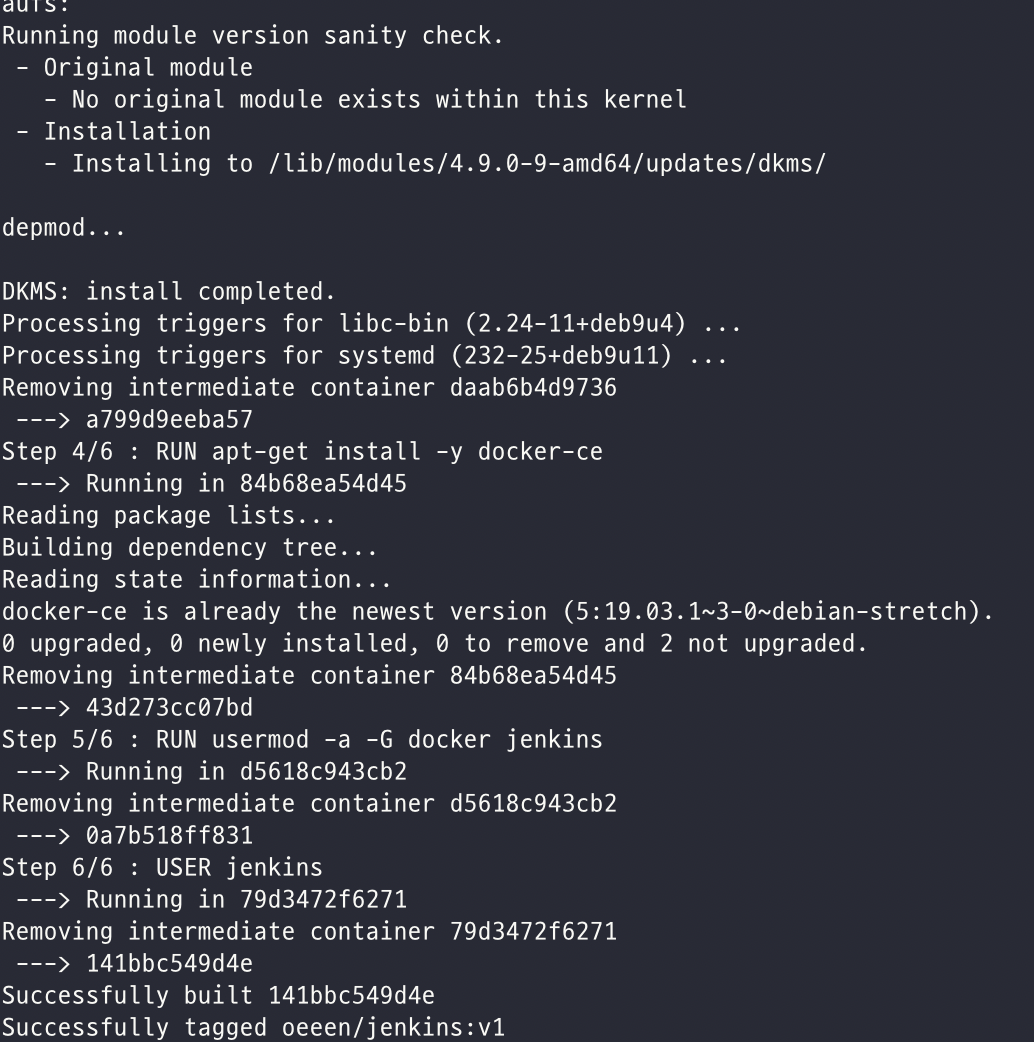 aufs:
Running module version sanity check.
 - Original module
   - No original module exists within this kernel
 - Installation
   - Installing to /lib/modules/4.9.0-9-amd64/updates/dkms/

depmod...

DKMS: install completed.
Processing triggers for libc-bin (2.24-11+deb9u4) ...
Processing triggers for systemd (232-25+deb9u11) ...
Removing intermediate container daab6b4d9736
 ---> a799d9eeba57
Step 4/6 : RUN apt-get install -y docker-ce
 ---> Running in 84b68ea54d45
Reading package lists...
Building dependency tree...
Reading state information...
docker-ce is already the newest version (5:19.03.1~3-0~debian-stretch).
0 upgraded, 0 newly installed, 0 to remove and 2 not upgraded.
Removing intermediate container 84b68ea54d45
 ---> 43d273cc07bd
Step 5/6 : RUN usermod -a -G docker jenkins
 ---> Running in d5618c943cb2
Removing intermediate container d5618c943cb2
 ---> 0a7b518ff831
Step 6/6 : USER jenkins
 ---> Running in 79d3472f6271
Removing intermediate container 79d3472f6271
 ---> 141bbc549d4e
Successfully built 141bbc549d4e
Successfully tagged oeeen/jenkins:v1